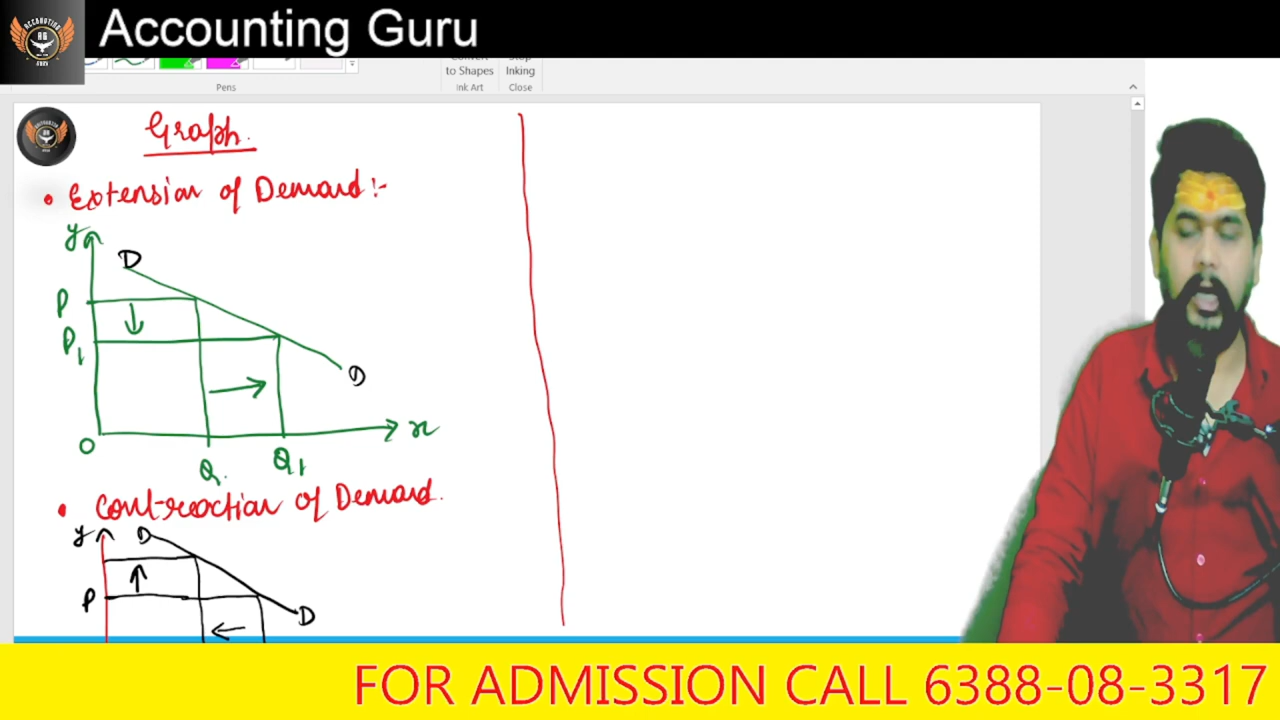 Accounting Guru
Convert
to Shapes
Stop
Inking
Pens
Ink Art
Close
Graph.
• Extension of Demand :-
y
D
P
P1
D
O
x
Q
Q1
• Contraction of Demand.
y
D
P
D
FOR ADMISSION CALL 6388-08-3317